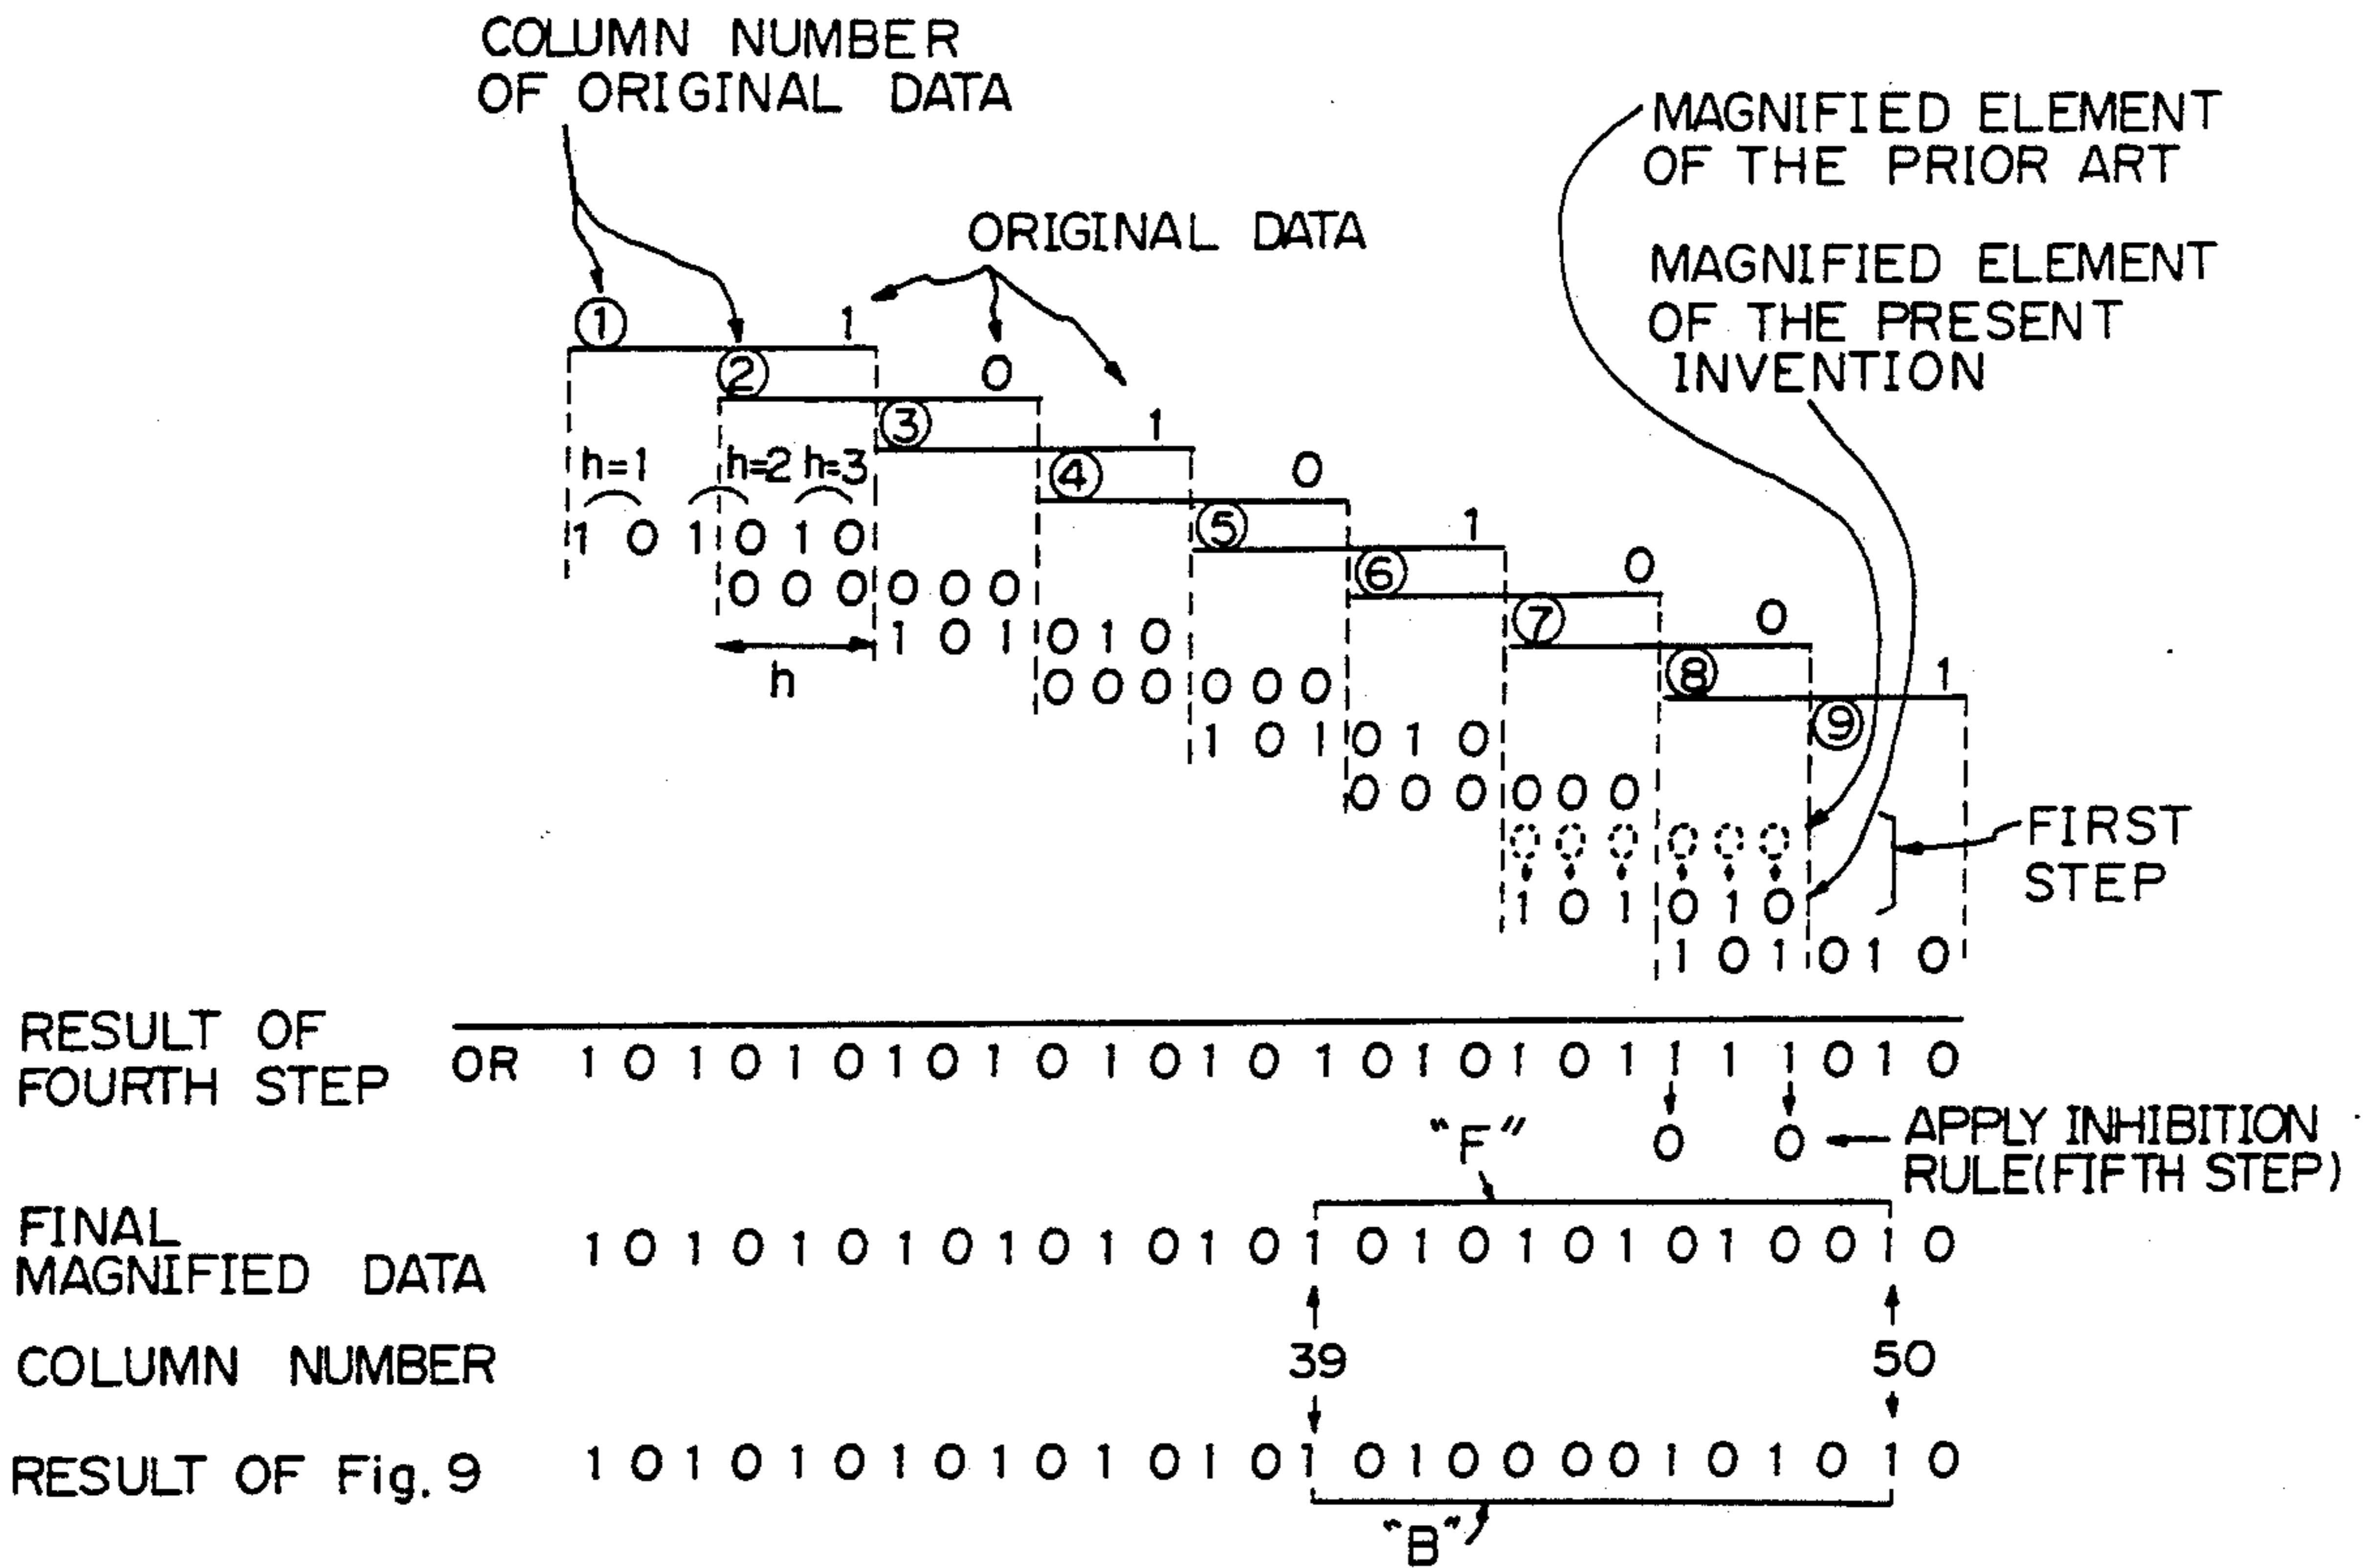 COLUMN NUMBER
OF ORIGINAL DATA
MAGNIFIED ELEMENT
OF THE PRIOR ART
ORIGINAL DATA
MAGNIFIED ELEMENT
OF THE PRESENT
INVENTION
① 1
② 0
③ 1
h=1 h=2 h=3
④ 0
1 0 1 0 1 0
⑤ 1
0 0 0 0 0 0
⑥ 0
1 0 1 0 1 0
⑦ 0
h
0 0 0 0 0 0
⑧ 1
1 0 1 0 1 0
⑨
0 0 0 0 0 0
0 0 0 0 0 0
FIRST
STEP
1 0 1 0 1 0
1 0 1 0 1 0
RESULT OF
FOURTH STEP
OR 1 0 1 0 1 0 1 0 1 0 1 0 1 0 1 0 1 0 1 0 1 1 1 1 0 1 0
"F"
0 0
APPLY INHIBITION
RULE(FIFTH STEP)
FINAL
MAGNIFIED DATA
1 0 1 0 1 0 1 0 1 0 1 0 1 0 1 0 1 0 1 0 1 0 1 0 0 1 0
COLUMN NUMBER 39 50
RESULT OF Fig. 9 1 0 1 0 1 0 1 0 1 0 1 0 1 0 1 0 1 0 0 0 0 1 0 1 0 1 0
"B"